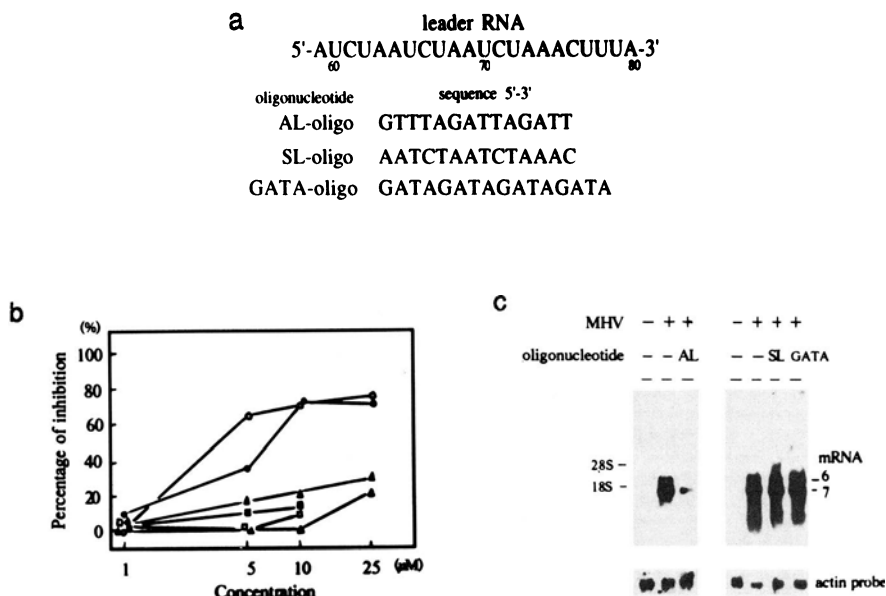 a
leader RNA
5'-AUCUAAUCUAAUCUAAACUUUA-3'
60 70 80
oligonucleotide sequence 5'-3'
AL-oligo GTTTAGATTAGATT
SL-oligo AATCTAATCTAAAC
GATA-oligo GATAGATAGATAGATA
b
(%)
100
80
60
40
20
0
Percentage of inhibition
1 5 10 25 (μM)
Concentration
c
MHV - + + - + + +
oligonucleotide - - AL - - SL GATA
- - - - - - -
28S -
18S -
mRNA
- 6
- 7
actin probe